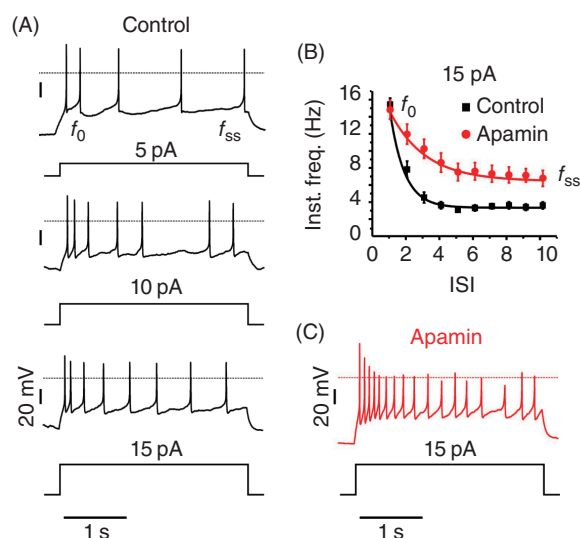 (A) Control
f0 fss
5 pA
10 pA
20 mV
15 pA
1 s
(B) 15 pA
16
12
8
4
0
Inst. freq. (Hz)
f0
Control
Apamin
fss
0 2 4 6 8 10
ISI
(C) Apamin
20 mV
15 pA
1 s